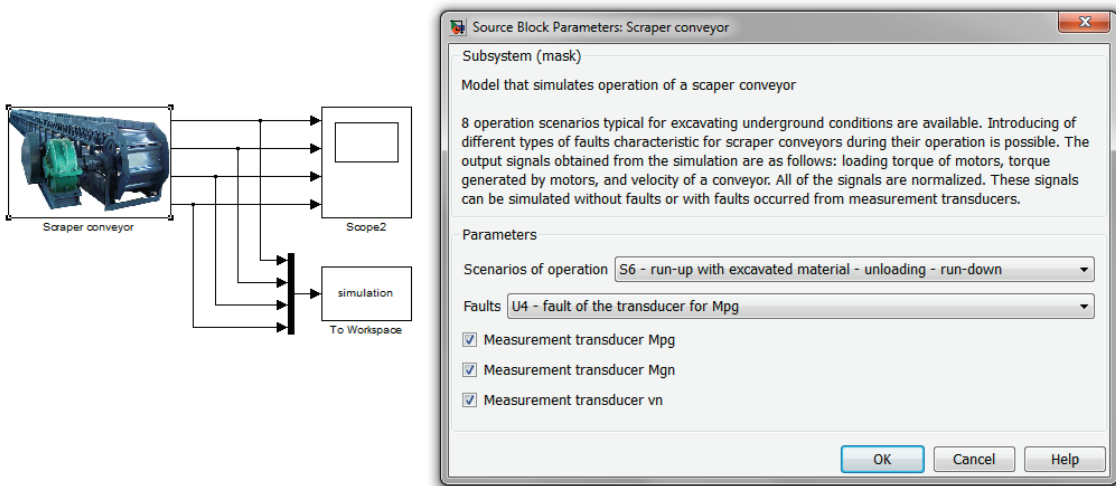 Scraper conveyor
Scope2
simulation
To Workspace
Source Block Parameters: Scraper conveyor
Subsystem (mask)
Model that simulates operation of a scaper conveyor
8 operation scenarios typical for excavating underground conditions are available. Introducing of
different types of faults characteristic for scraper conveyors during their operation is possible. The
output signals obtained from the simulation are as follows: loading torque of motors, torque
generated by motors, and velocity of a conveyor. All of the signals are normalized. These signals
can be simulated without faults or with faults occurred from measurement transducers.
Parameters
Scenarios of operation S6 - run-up with excavated material - unloading - run-down
Faults U4 - fault of the transducer for Mpg
Measurement transducer Mpg
Measurement transducer Mgn
Measurement transducer vn
OK Cancel Help